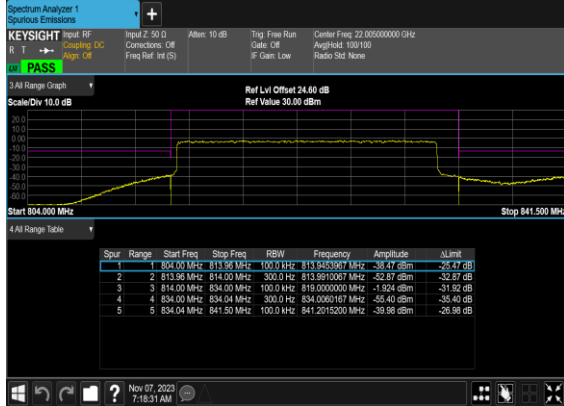 Spectrum Analyzer 1
Spurious Emissions
+
KEYSIGHT Input: RF Input Z: 50 Ω Atten: 10 dB Trig: Free Run Center Freq: 22.005000000 GHz
R T Coupling: DC Corrections: Off Gate: Off Avg|Hold: 100/100
Align: Off Freq Ref: Int (S) IF Gain: Low Radio Std: None
PASS
3 All Range Graph
Ref Lvl Offset 24.60 dB
Scale/Div 10.0 dB Ref Value 30.00 dBm
20.0
10.0
0.00
-10.0
-20.0
-30.0
-40.0
-50.0
-60.0
Start 804.000 MHz Stop 841.500 MHz
4 All Range Table
Spur Range Start Freq Stop Freq RBW Frequency Amplitude ΔLimit
1 1 804.00 MHz 813.96 MHz 100.0 kHz 813.9453967 MHz -38.47 dBm -25.47 dB
2 2 813.96 MHz 814.00 MHz 300.0 Hz 813.9910067 MHz -52.87 dBm -32.87 dB
3 3 814.00 MHz 834.00 MHz 100.0 kHz 819.0000000 MHz -1.924 dBm -31.92 dB
4 4 834.00 MHz 834.04 MHz 300.0 Hz 834.0060167 MHz -55.40 dBm -35.40 dB
5 5 834.04 MHz 841.50 MHz 100.0 kHz 841.2015200 MHz -39.98 dBm -26.98 dB
? Nov 07, 2023
7:18:31 AM